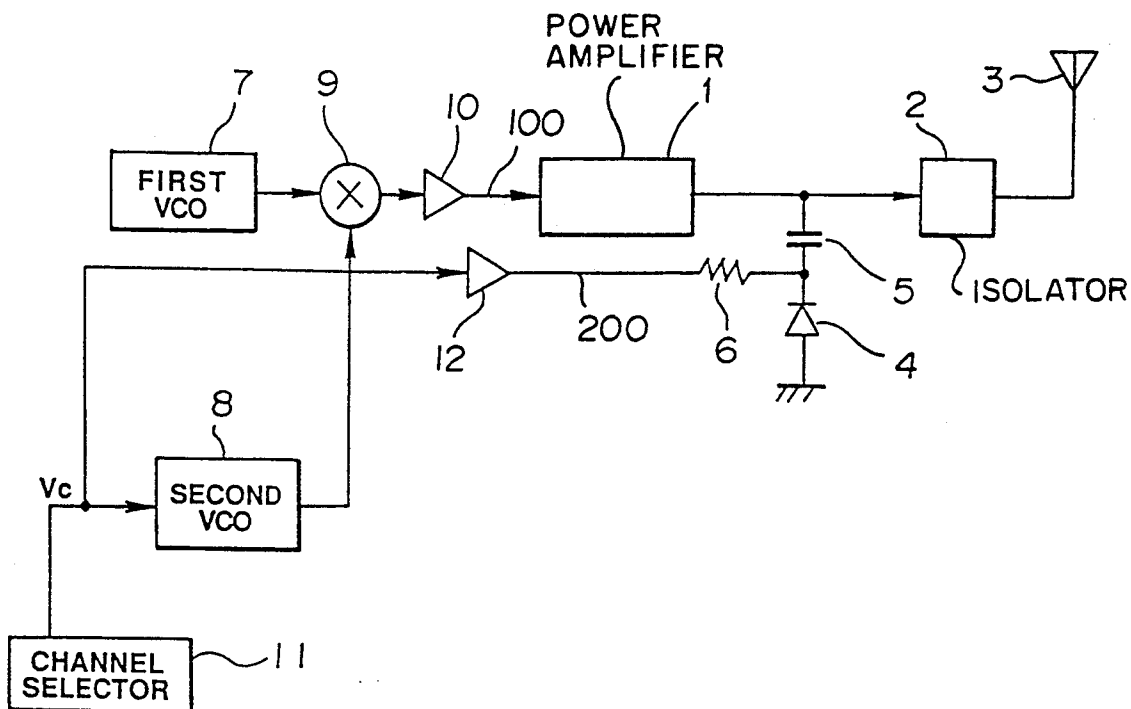 POWER
AMPLIFIER
1
3
7
9
10
100
2
FIRST
VCO
5
ISOLATOR
12
200
6
4
8
Vc
SECOND
VCO
CHANNEL
SELECTOR
11